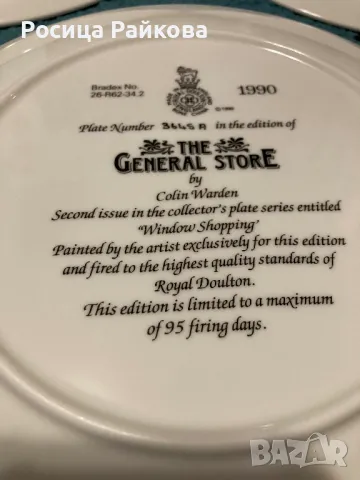 Росица Райкова
Bradex No.
26-R62-34.2
1990
Plate Number 3645A in the edition of
THE
GENERAL STORE
by
Colin Warden
Second issue in the collector's plate series entitled
'Window Shopping'
Painted by the artist exclusively for this edition
and fired to the highest quality standards of
Royal Doulton.
This edition is limited to a maximum
of 95 firing days.
BAZAR